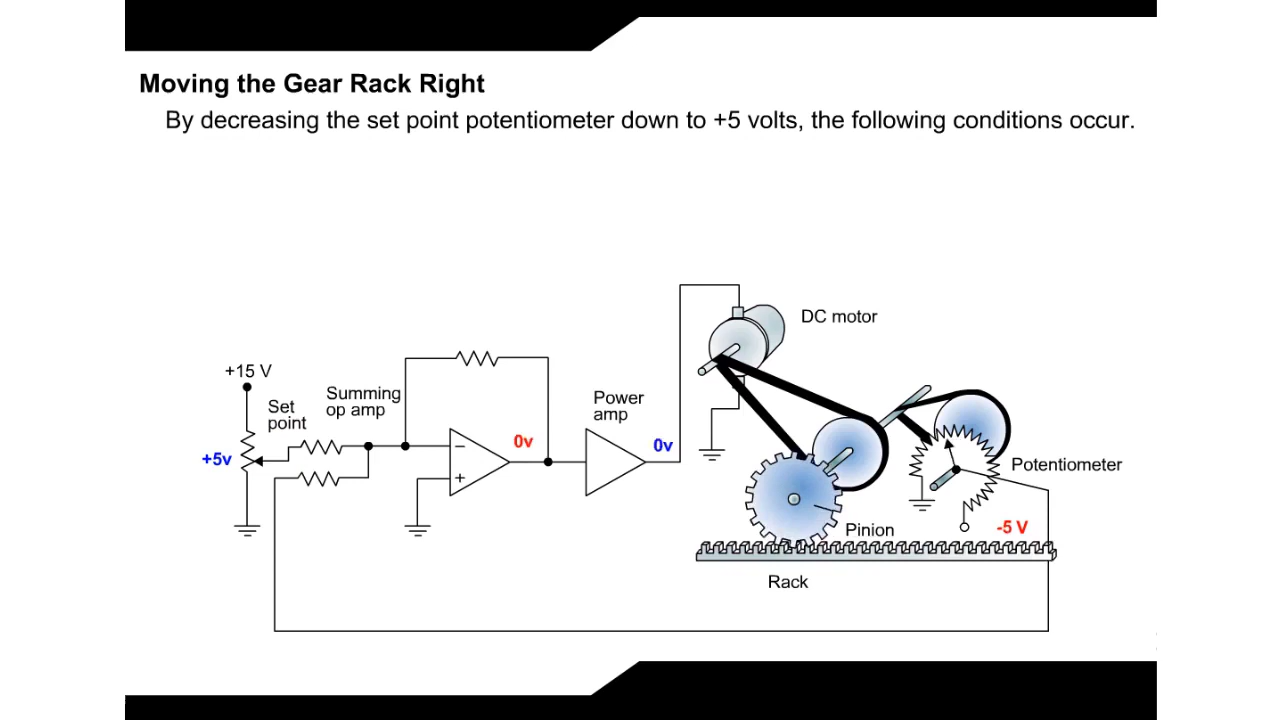 Moving the Gear Rack Right
By decreasing the set point potentiometer down to +5 volts, the following conditions occur.
DC motor
+15 V
Set
point
Summing
op amp
Power
amp
+5v
−
+
0v
0v
Potentiometer
Pinion
-5 V
Rack